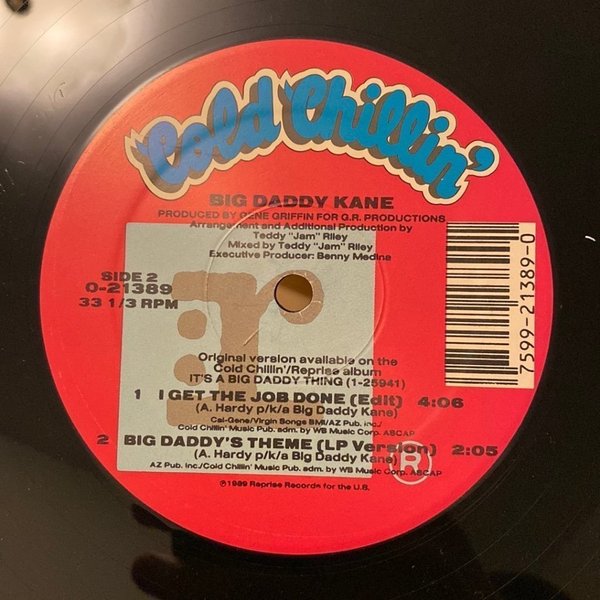 Cold Chillin'
BIG DADDY KANE
PRODUCED BY GENE GRIFFIN FOR G.R. PRODUCTIONS
Arrangement and Additional Production by
Teddy "Jam" Riley
Mixed by Teddy "Jam" Riley
Executive Producer: Benny Medina
SIDE 2
0-21389
33 1/3 RPM
7599-21389-0
r
Original version available on the
Cold Chillin'/Reprise album
IT'S A BIG DADDY THING (1-25941)
1 I GET THE JOB DONE (Edit) 4:06
(A. Hardy p/k/a Big Daddy Kane)
Cal-Gene/Virgin Songs BMI/AZ Pub. Inc./
Cold Chillin' Music Pub. adm. by WB Music Corp. ASCAP
2 BIG DADDY'S THEME (LP Version) 2:05
(A. Hardy p/k/a Big Daddy Kane)
AZ Pub. Inc./Cold Chillin' Music Pub. adm. by WB Music Corp. ASCAP
®
℗1989 Reprise Records for the U.S.